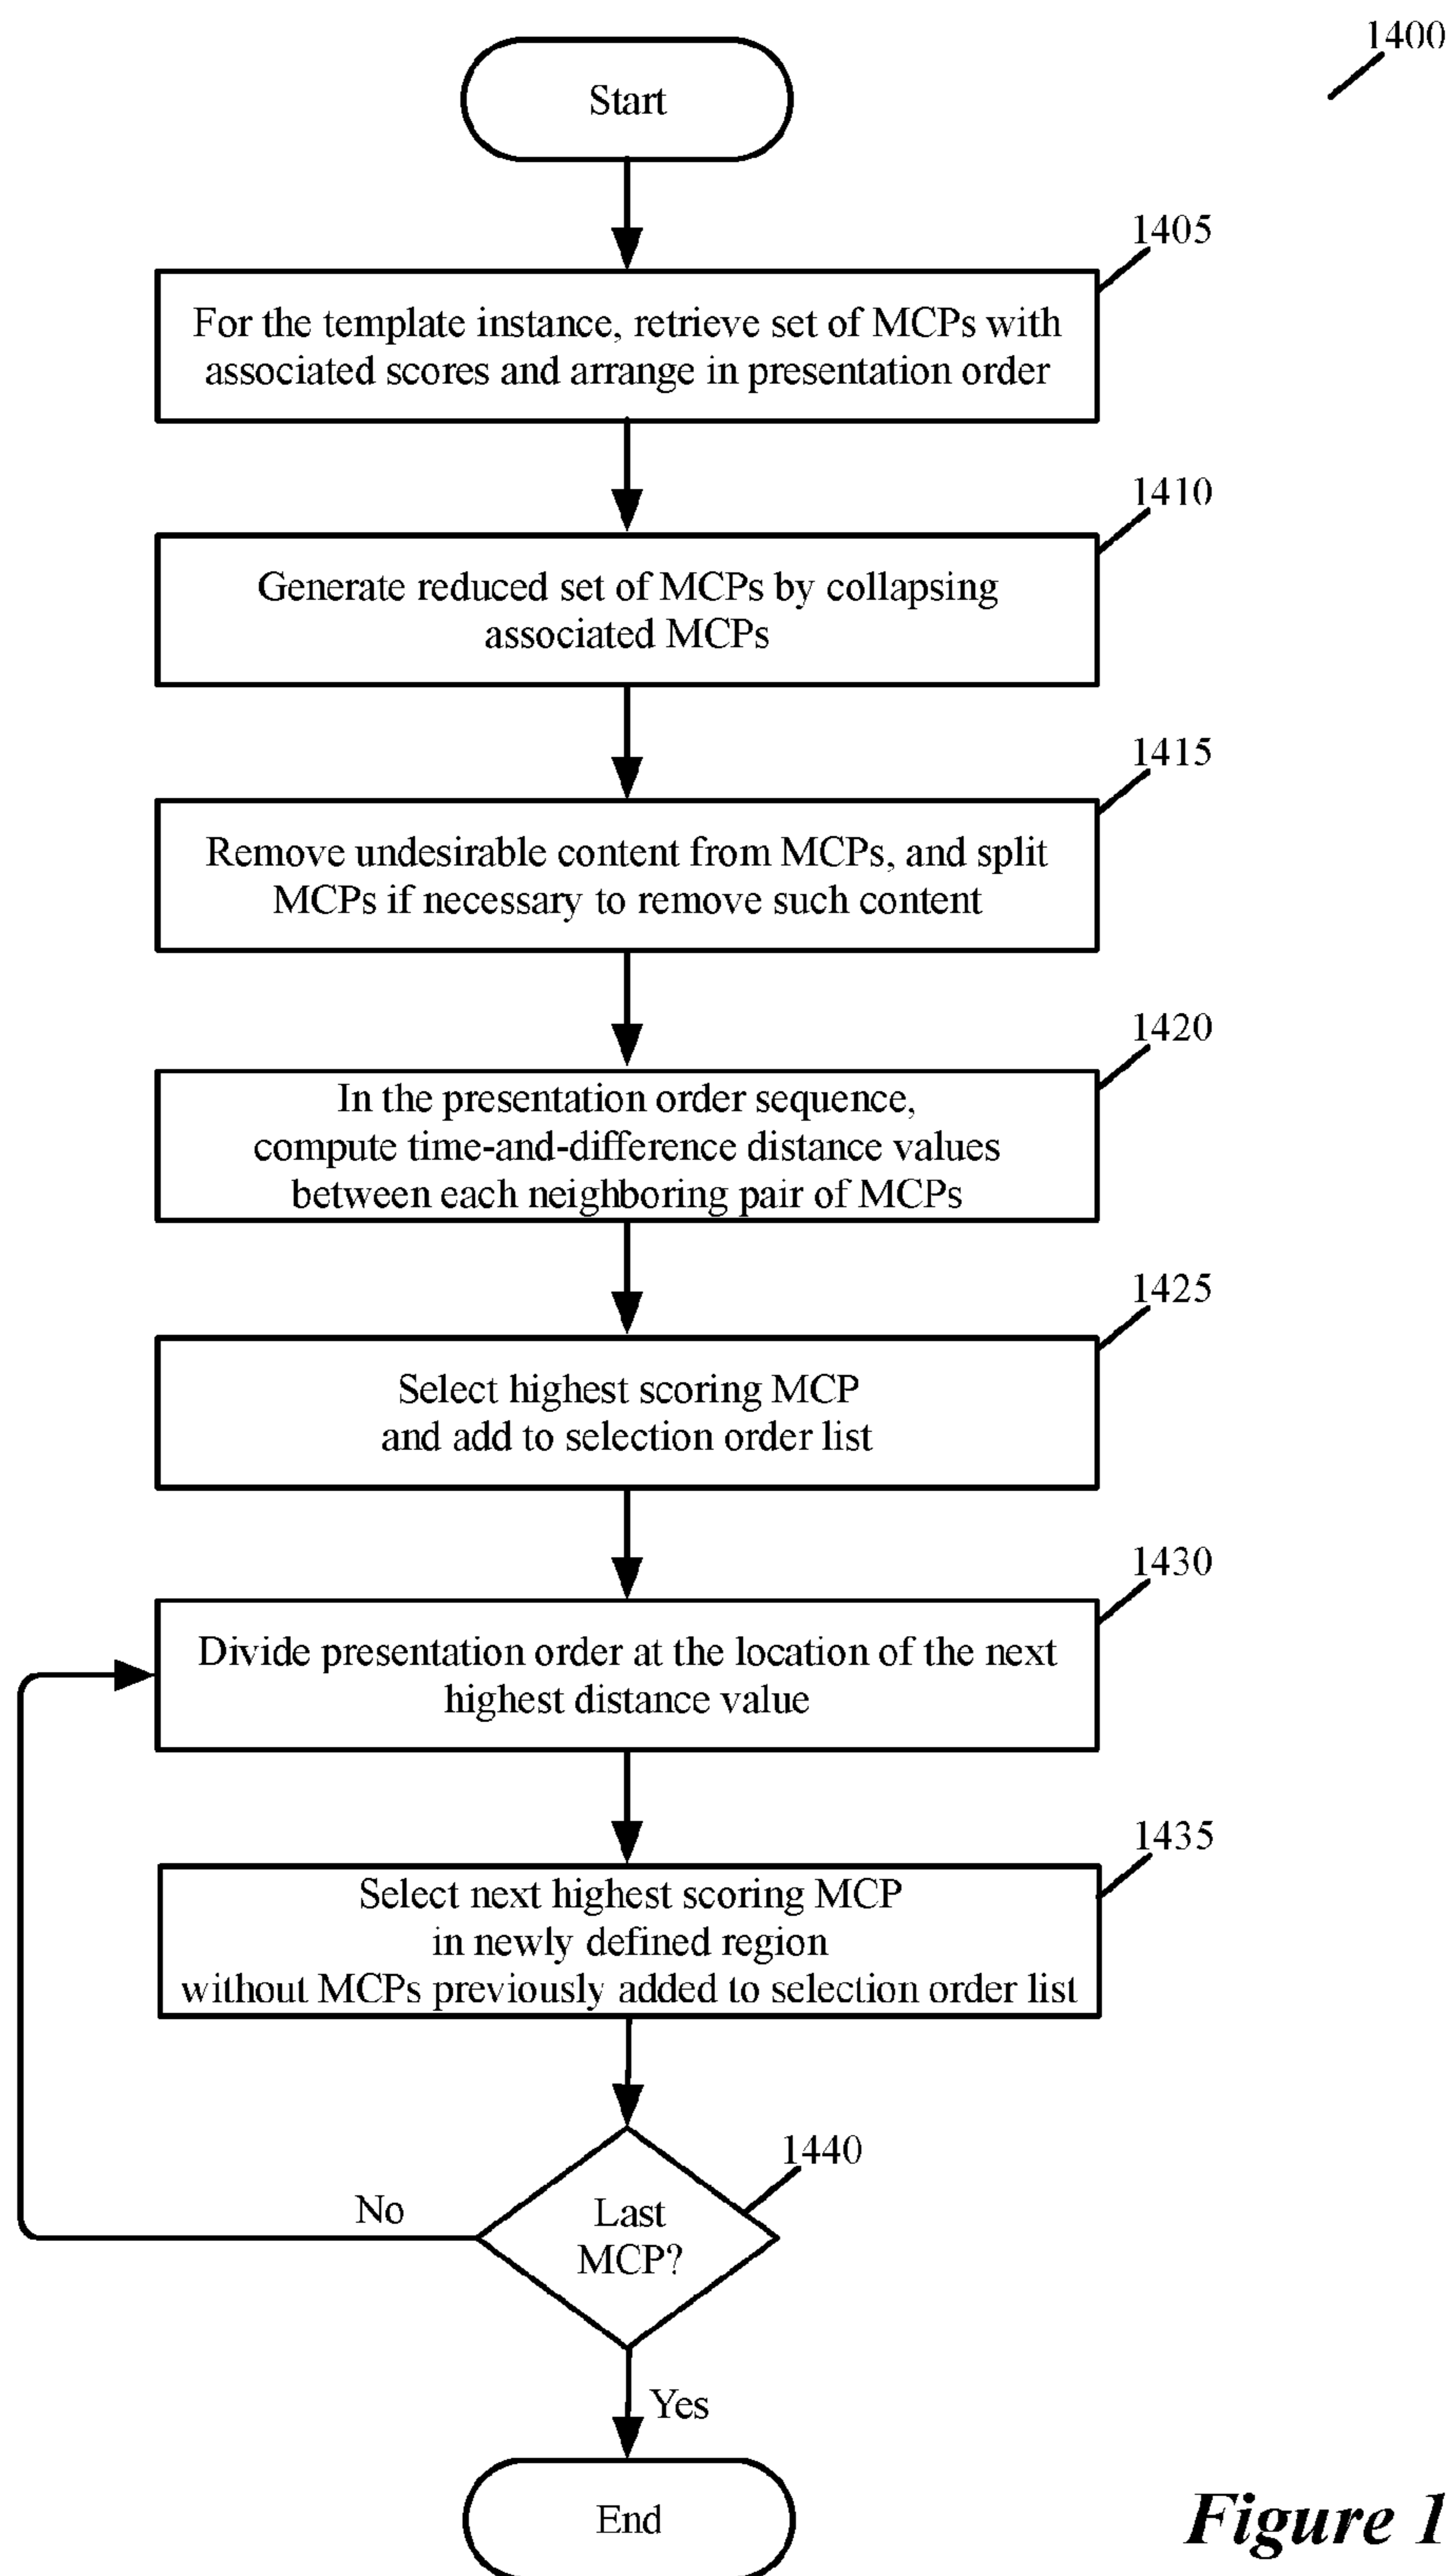 1400
Start
1405
For the template instance, retrieve set of MCPs with
associated scores and arrange in presentation order
1410
Generate reduced set of MCPs by collapsing
associated MCPs
1415
Remove undesirable content from MCPs, and split
MCPs if necessary to remove such content
1420
In the presentation order sequence,
compute time-and-difference distance values
between each neighboring pair of MCPs
1425
Select highest scoring MCP
and add to selection order list
1430
Divide presentation order at the location of the next
highest distance value
1435
Select next highest scoring MCP
in newly defined region
without MCPs previously added to selection order list
1440
Last
MCP?
No
Yes
End
Figure 1